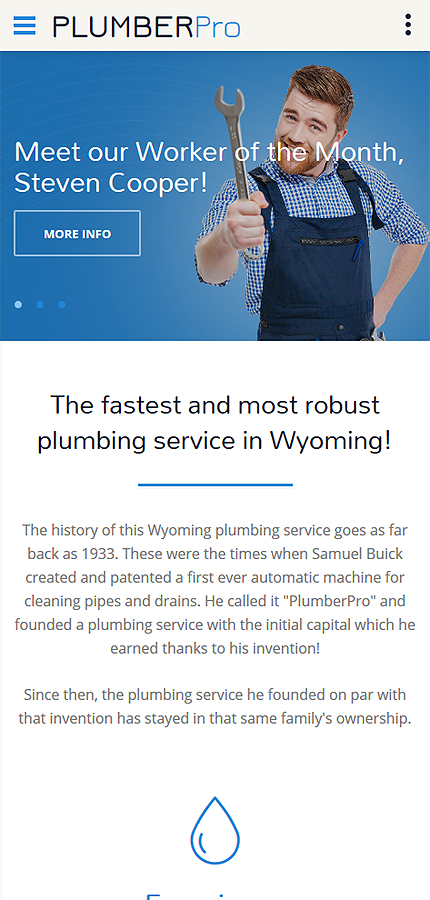 PLUMBERPro
Meet our Worker of the Month,
Steven Cooper!
MORE INFO
The fastest and most robust
plumbing service in Wyoming!
The history of this Wyoming plumbing service goes as far
back as 1933. These were the times when Samuel Buick
created and patented a first ever automatic machine for
cleaning pipes and drains. He called it "PlumberPro" and
founded a plumbing service with the initial capital which he
earned thanks to his invention!
Since then, the plumbing service he founded on par with
that invention has stayed in that same family's ownership.